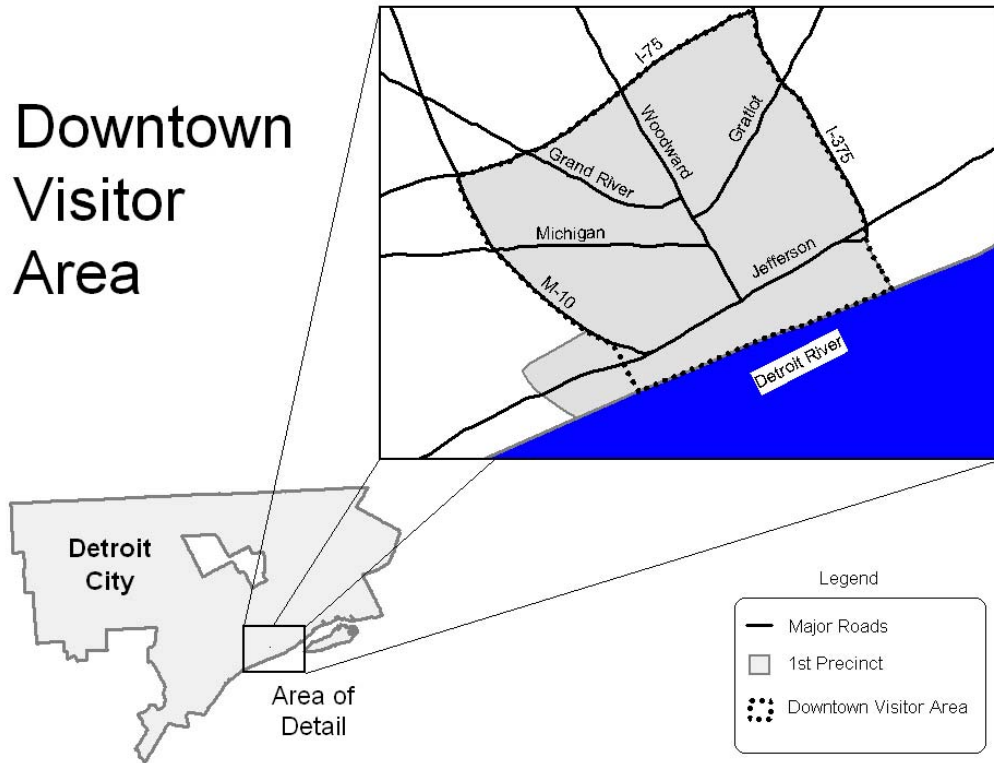 Downtown
Visitor
Area
I-75
Woodward
Gratiot
I-375
Grand River
Michigan
Jefferson
M-10
Detroit River
Detroit
City
Area of
Detail
Legend
Major Roads
1st Precinct
Downtown Visitor Area